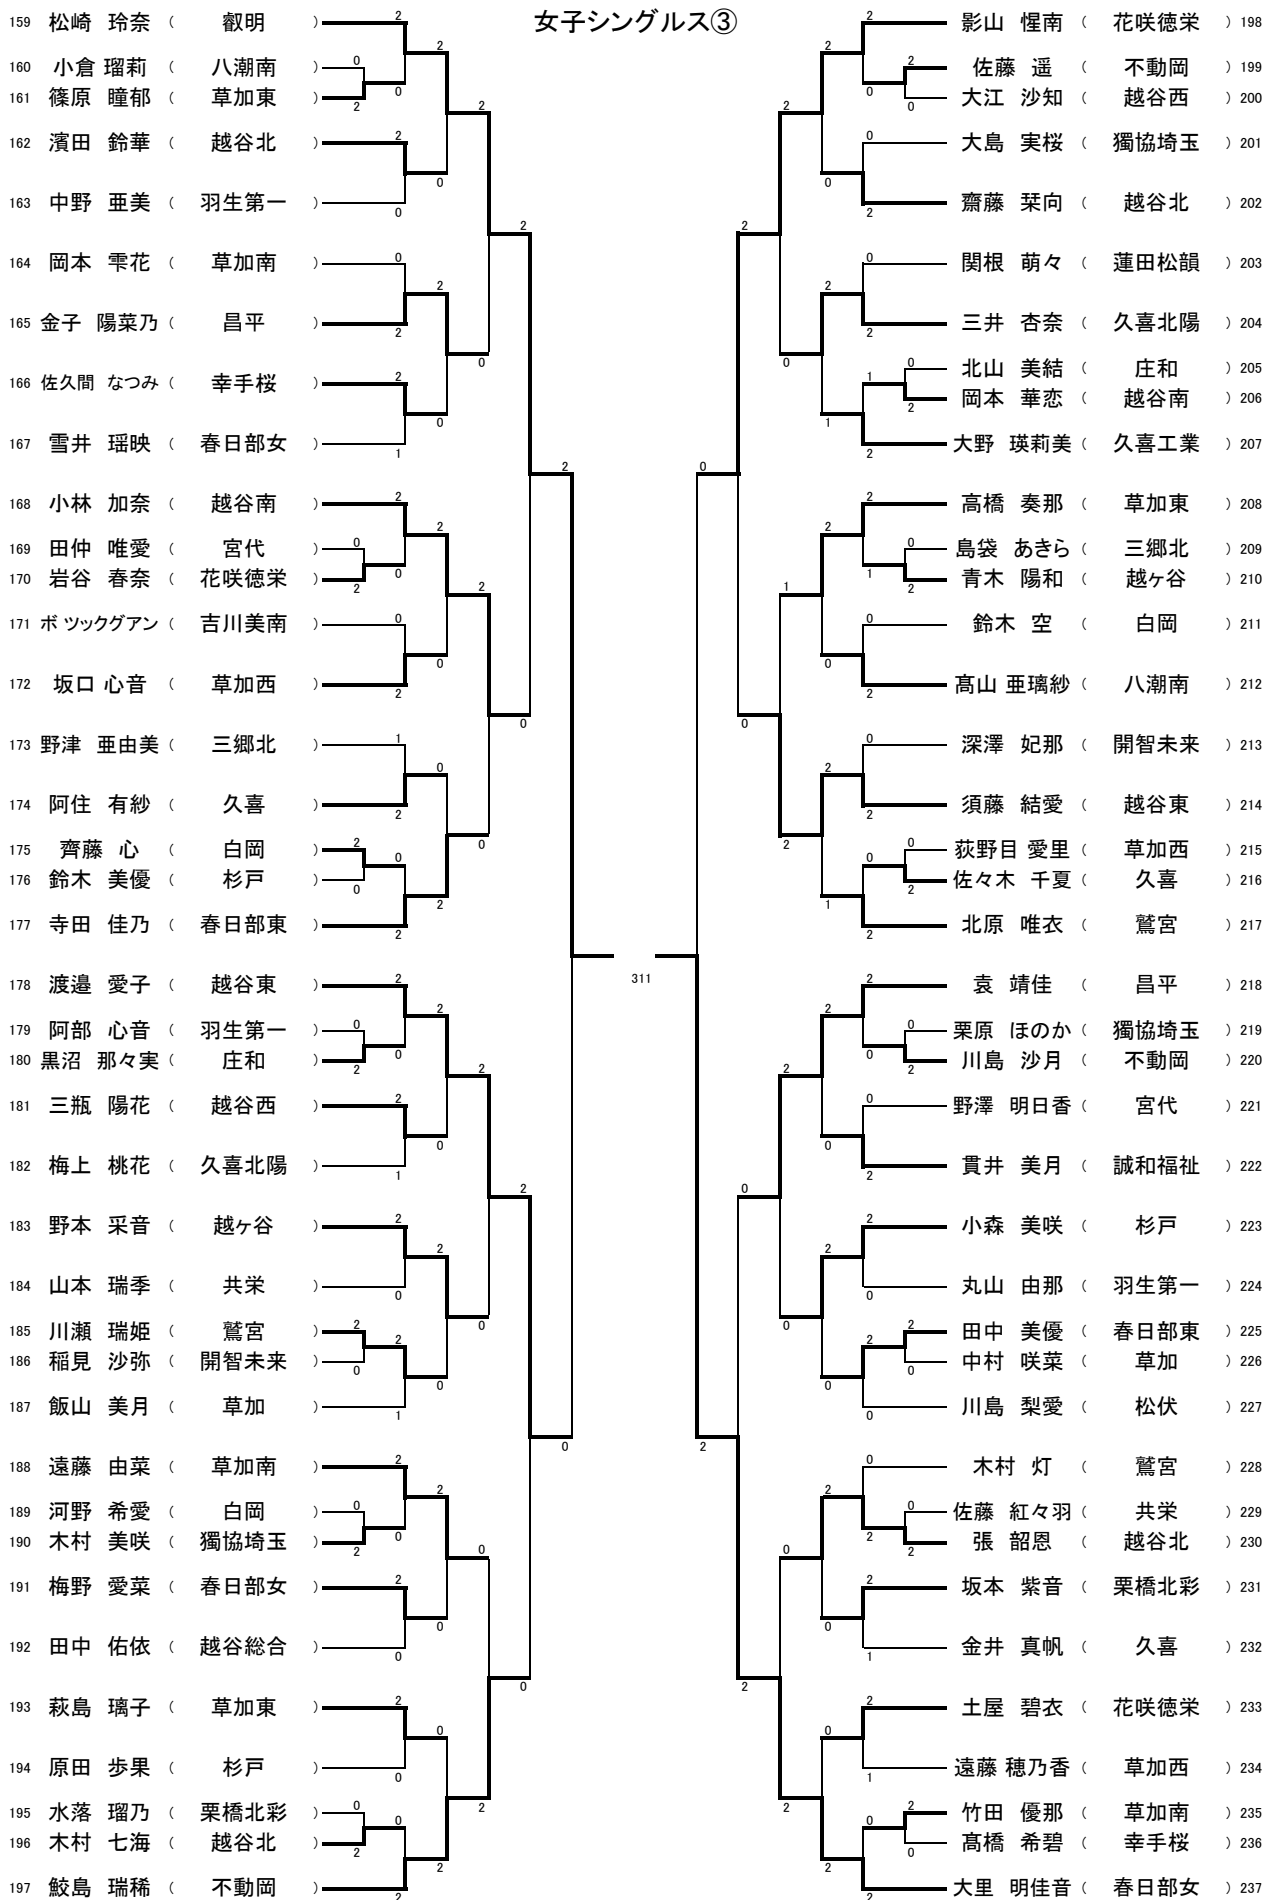 女子シングルス③
159 松崎 玲奈 ( 叡明 )
160 小倉 瑠莉 ( 八潮南 )
161 篠原 瞳郁 ( 草加東 )
162 濱田 鈴華 ( 越谷北 )
163 中野 亜美 ( 羽生第一 )
164 岡本 雫花 ( 草加南 )
165 金子 陽菜乃 ( 昌平 )
166 佐久間 なつみ ( 幸手桜 )
167 雪井 瑶映 ( 春日部女 )
168 小林 加奈 ( 越谷南 )
169 田仲 唯愛 ( 宮代 )
170 岩谷 春奈 ( 花咲徳栄 )
171 ボ ツックグアン ( 吉川美南 )
172 坂口 心音 ( 草加西 )
173 野津 亜由美 ( 三郷北 )
174 阿住 有紗 ( 久喜 )
175 齊藤 心 ( 白岡 )
176 鈴木 美優 ( 杉戸 )
177 寺田 佳乃 ( 春日部東 )
178 渡邉 愛子 ( 越谷東 )
179 阿部 心音 ( 羽生第一 )
180 黒沼 那々実 ( 庄和 )
181 三瓶 陽花 ( 越谷西 )
182 梅上 桃花 ( 久喜北陽 )
183 野本 采音 ( 越ヶ谷 )
184 山本 瑞季 ( 共栄 )
185 川瀬 瑞姫 ( 鷲宮 )
186 稲見 沙弥 ( 開智未来 )
187 飯山 美月 ( 草加 )
188 遠藤 由菜 ( 草加南 )
189 河野 希愛 ( 白岡 )
190 木村 美咲 ( 獨協埼玉 )
191 梅野 愛菜 ( 春日部女 )
192 田中 佑依 ( 越谷総合 )
193 萩島 璃子 ( 草加東 )
194 原田 歩果 ( 杉戸 )
195 水落 瑠乃 ( 栗橋北彩 )
196 木村 七海 ( 越谷北 )
197 鮫島 瑞稀 ( 不動岡 )
311
影山 惺南 ( 花咲徳栄 ) 198
佐藤 遥 ( 不動岡 ) 199
大江 沙知 ( 越谷西 ) 200
大島 実桜 ( 獨協埼玉 ) 201
齋藤 栞向 ( 越谷北 ) 202
関根 萌々 ( 蓮田松韻 ) 203
三井 杏奈 ( 久喜北陽 ) 204
北山 美結 ( 庄和 ) 205
岡本 華恋 ( 越谷南 ) 206
大野 瑛莉美 ( 久喜工業 ) 207
高橋 奏那 ( 草加東 ) 208
島袋 あきら ( 三郷北 ) 209
青木 陽和 ( 越ヶ谷 ) 210
鈴木 空 ( 白岡 ) 211
髙山 亜璃紗 ( 八潮南 ) 212
深澤 妃那 ( 開智未来 ) 213
須藤 結愛 ( 越谷東 ) 214
荻野目 愛里 ( 草加西 ) 215
佐々木 千夏 ( 久喜 ) 216
北原 唯衣 ( 鷲宮 ) 217
袁 靖佳 ( 昌平 ) 218
栗原 ほのか ( 獨協埼玉 ) 219
川島 沙月 ( 不動岡 ) 220
野澤 明日香 ( 宮代 ) 221
貫井 美月 ( 誠和福祉 ) 222
小森 美咲 ( 杉戸 ) 223
丸山 由那 ( 羽生第一 ) 224
田中 美優 ( 春日部東 ) 225
中村 咲菜 ( 草加 ) 226
川島 梨愛 ( 松伏 ) 227
木村 灯 ( 鷲宮 ) 228
佐藤 紅々羽 ( 共栄 ) 229
張 韶恩 ( 越谷北 ) 230
坂本 紫音 ( 栗橋北彩 ) 231
金井 真帆 ( 久喜 ) 232
土屋 碧衣 ( 花咲徳栄 ) 233
遠藤 穂乃香 ( 草加西 ) 234
竹田 優那 ( 草加南 ) 235
髙橋 希碧 ( 幸手桜 ) 236
大里 明佳音 ( 春日部女 ) 237